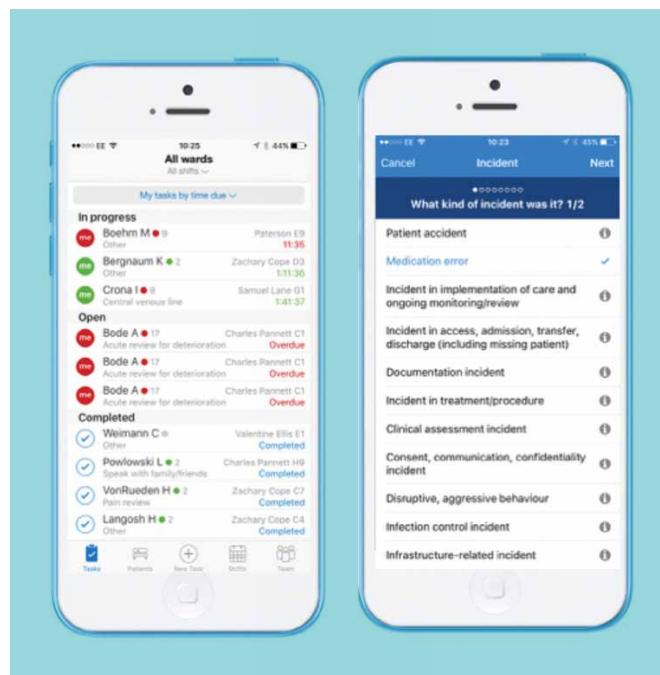 EE
10:25
44%
All wards
All shifts
My tasks by time due
In progress
me Boehm M 9 Paterson E9
Other 11:35
me Bergnaum K 2 Zachary Cope D3
Other 1:11:36
me Crona I 9 Samuel Lane G1
Central venous line 1:41:37
Open
me Bode A 17 Charles Pannett C1
Acute review for deterioration Overdue
me Bode A 17 Charles Pannett C1
Acute review for deterioration Overdue
me Bode A 17 Charles Pannett C1
Acute review for deterioration Overdue
Completed
Weimann C Valentine Ellis E1
Other Completed
Powlowski L 2 Charles Pannett H9
Speak with family/friends Completed
VonRueden H 2 Zachary Cope C7
Pain review Completed
Langosh H 2 Zachary Cope C4
Other Completed
Tasks Patients New Task Shifts Team
EE 10:23 45%
Cancel Incident Next
What kind of incident was it? 1/2
Patient accident
Medication error
Incident in implementation of care and
ongoing monitoring/review
Incident in access, admission, transfer,
discharge (including missing patient)
Documentation incident
Incident in treatment/procedure
Clinical assessment incident
Consent, communication, confidentiality
incident
Disruptive, aggressive behaviour
Infection control incident
Infrastructure-related incident